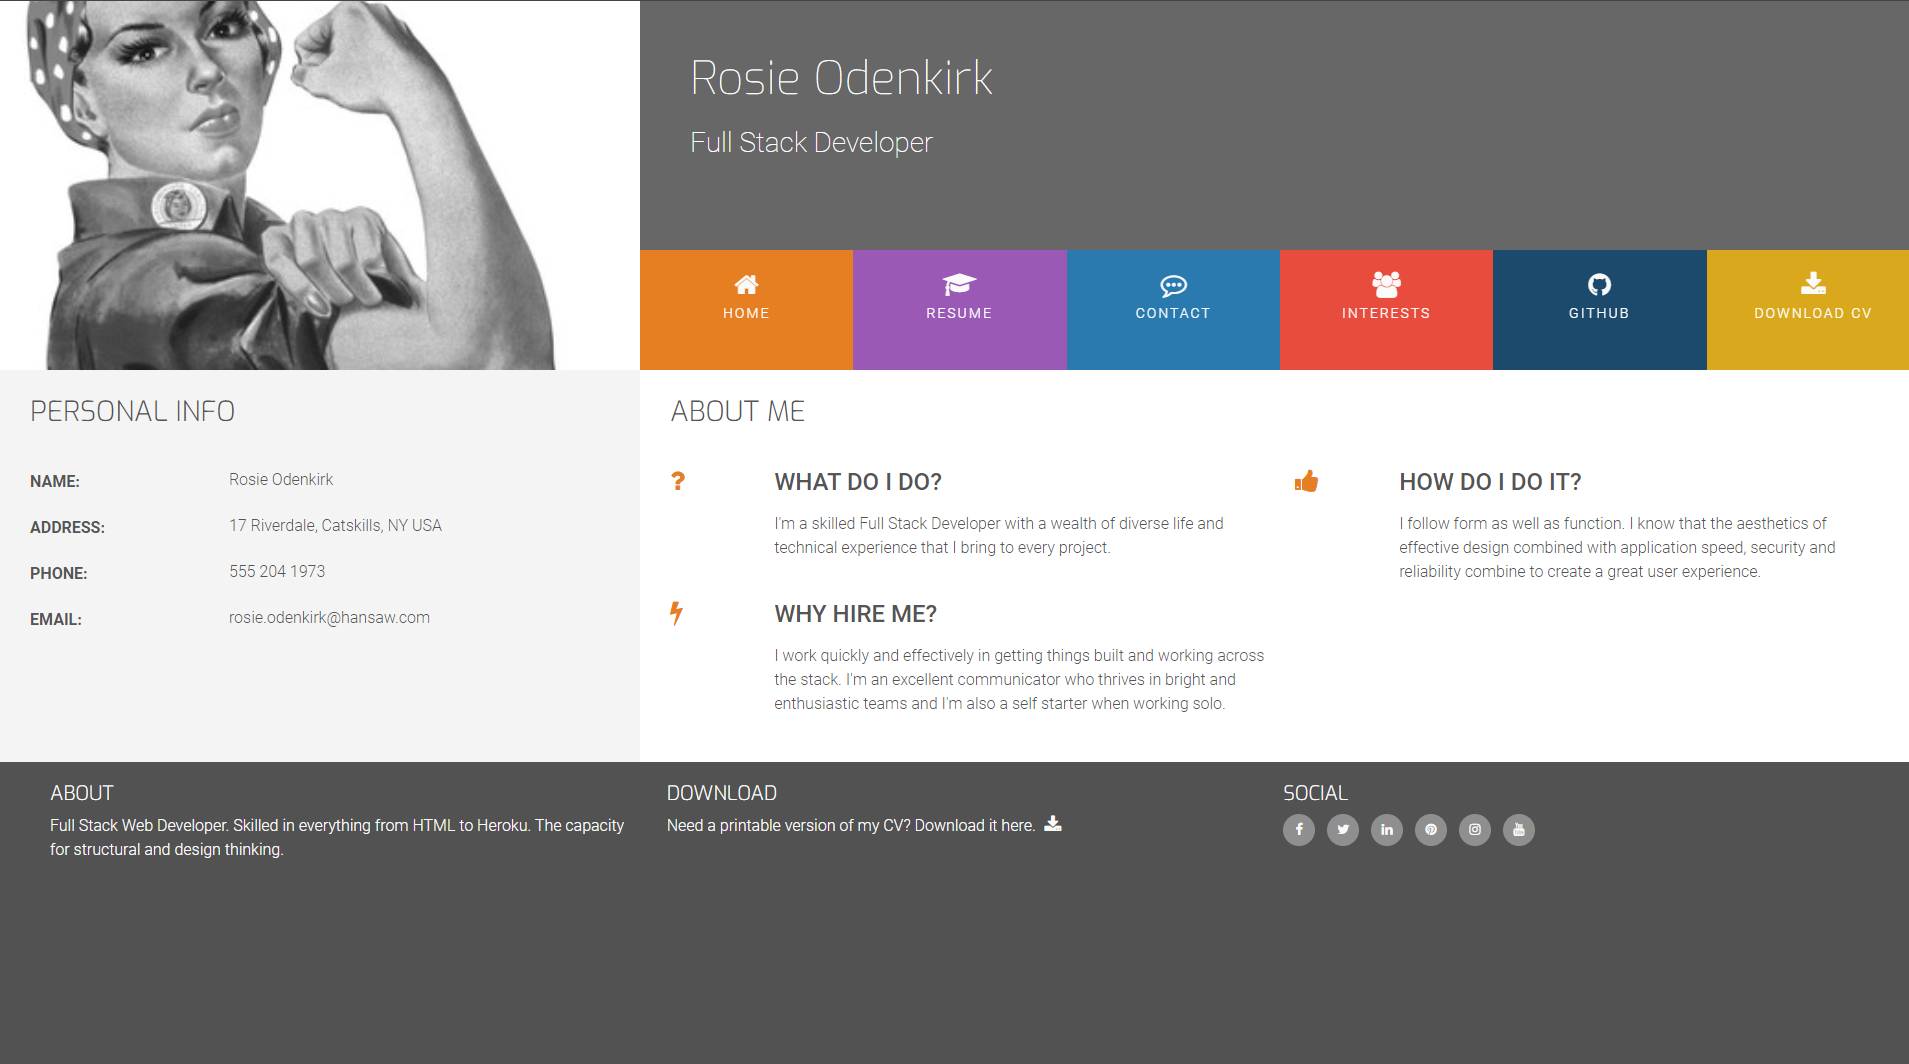 Rosie Odenkirk
Full Stack Developer
HOME
RESUME
CONTACT
INTERESTS
GITHUB
DOWNLOAD CV
PERSONAL INFO
NAME:
Rosie Odenkirk
ADDRESS:
17 Riverdale, Catskills, NY USA
PHONE:
555 204 1973
EMAIL:
rosie.odenkirk@hansaw.com
ABOUT ME
?
WHAT DO I DO?
I'm a skilled Full Stack Developer with a wealth of diverse life and
technical experience that I bring to every project.
HOW DO I DO IT?
I follow form as well as function. I know that the aesthetics of
effective design combined with application speed, security and
reliability combine to create a great user experience.
WHY HIRE ME?
I work quickly and effectively in getting things built and working across
the stack. I'm an excellent communicator who thrives in bright and
enthusiastic teams and I'm also a self starter when working solo.
ABOUT
Full Stack Web Developer. Skilled in everything from HTML to Heroku. The capacity
for structural and design thinking.
DOWNLOAD
Need a printable version of my CV? Download it here.
SOCIAL